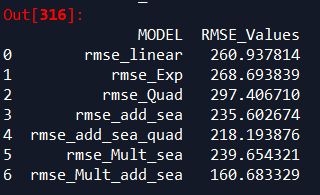 Out[316]:
MODEL RMSE_Values
0 rmse_linear 260.937814
1 rmse_Exp 268.693839
2 rmse_Quad 297.406710
3 rmse_add_sea 235.602674
4 rmse_add_sea_quad 218.193876
5 rmse_Mult_sea 239.654321
6 rmse_Mult_add_sea 160.683329